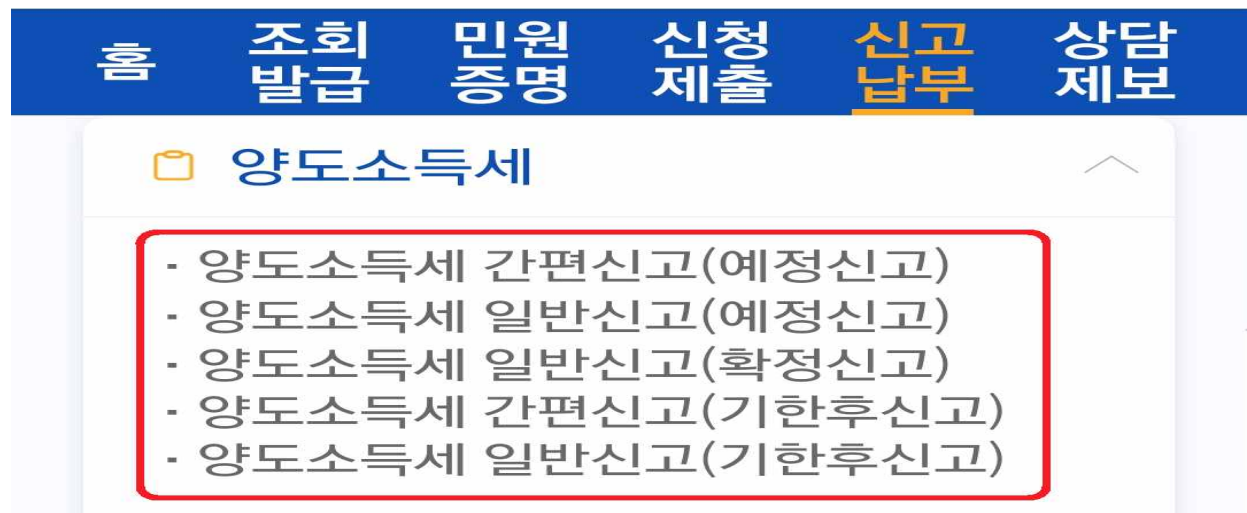 홈 조회 민원 신청 신고 상담
발급 증명 제출 납부 제보
양도소득세
· 양도소득세 간편신고(예정신고)
· 양도소득세 일반신고(예정신고)
· 양도소득세 일반신고(확정신고)
· 양도소득세 간편신고(기한후신고)
· 양도소득세 일반신고(기한후신고)